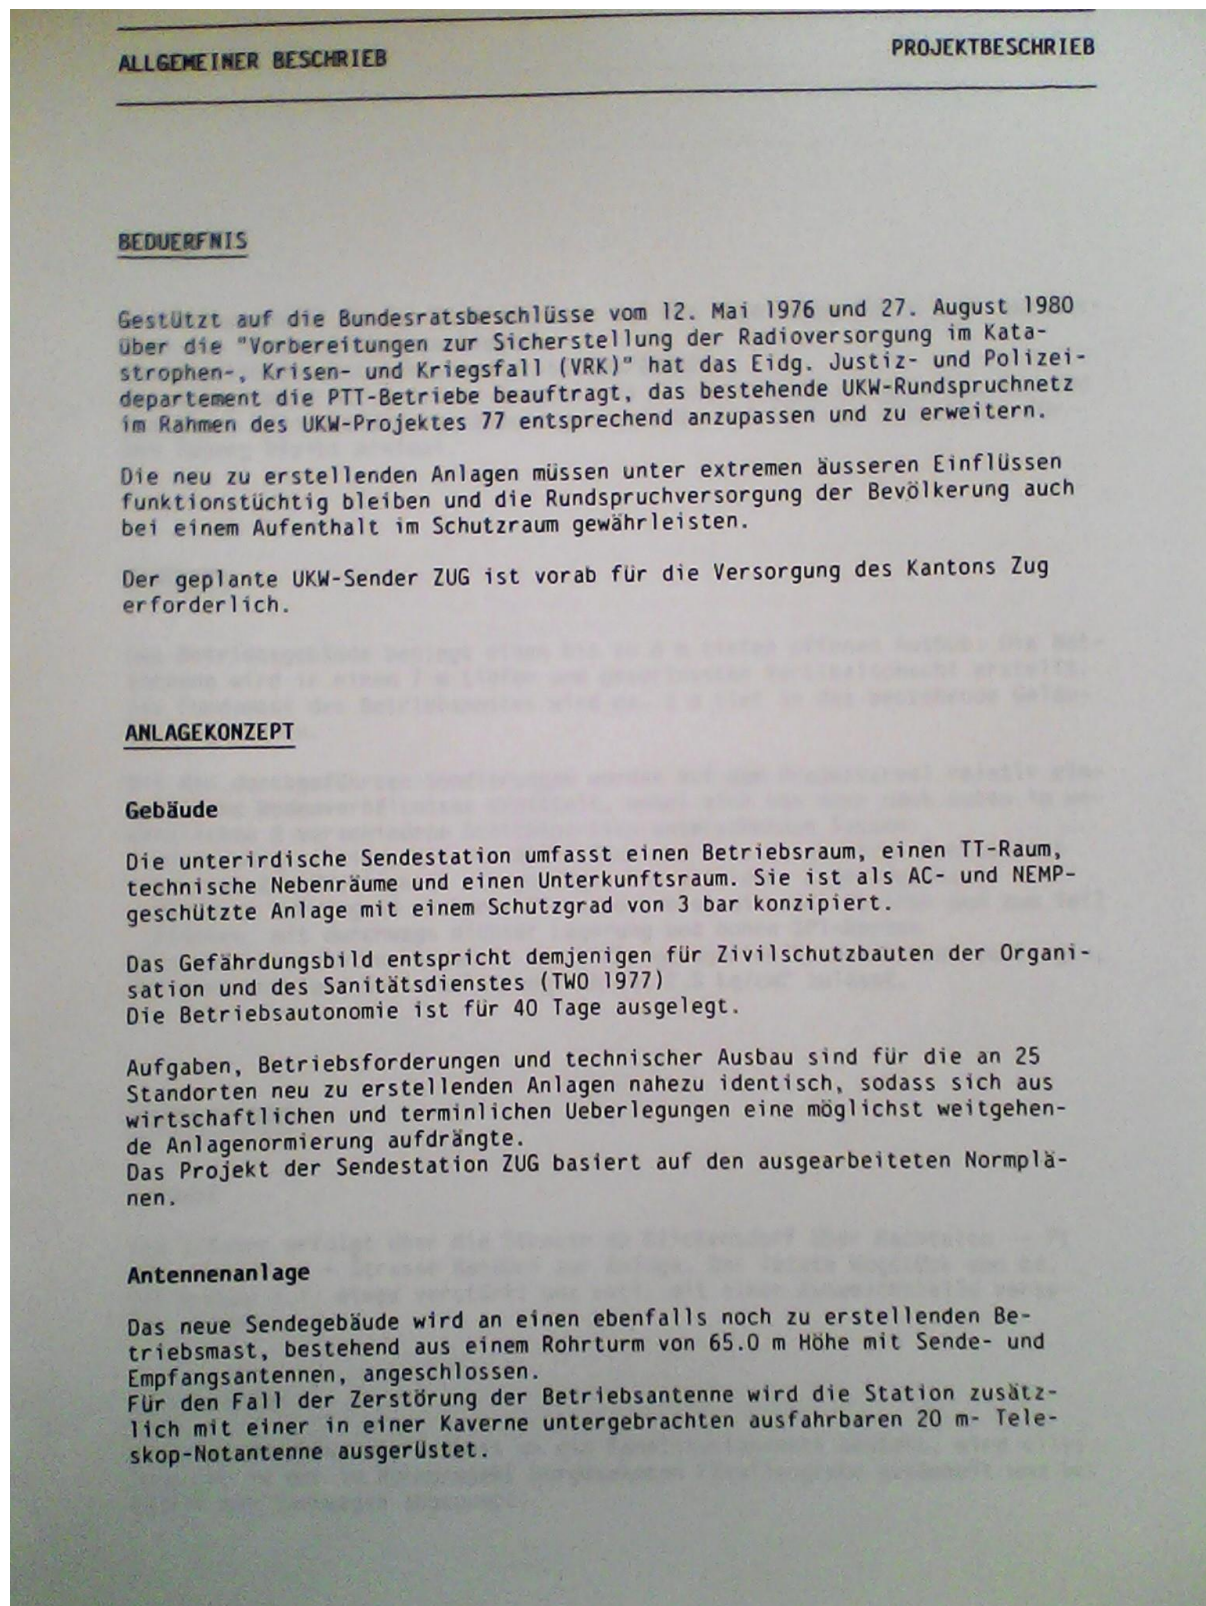 ALLGEMEINER BESCHRIEB
PROJEKTBESCHRIEB
BEDUERFNIS
Gestützt auf die Bundesratsbeschlüsse vom 12. Mai 1976 und 27. August 1980
über die "Vorbereitungen zur Sicherstellung der Radioversorgung im Kata-
strophen-, Krisen- und Kriegsfall (VRK)" hat das Eidg. Justiz- und Polizei-
departement die PTT-Betriebe beauftragt, das bestehende UKW-Rundspruchnetz
im Rahmen des UKW-Projektes 77 entsprechend anzupassen und zu erweitern.
Die neu zu erstellenden Anlagen müssen unter extremen äusseren Einflüssen
funktionstüchtig bleiben und die Rundspruchversorgung der Bevölkerung auch
bei einem Aufenthalt im Schutzraum gewährleisten.
Der geplante UKW-Sender ZUG ist vorab für die Versorgung des Kantons Zug
erforderlich.
ANLAGEKONZEPT
Gebäude
Die unterirdische Sendestation umfasst einen Betriebsraum, einen TT-Raum,
technische Nebenräume und einen Unterkunftsraum. Sie ist als AC- und NEMP-
geschützte Anlage mit einem Schutzgrad von 3 bar konzipiert.
Das Gefährdungsbild entspricht demjenigen für Zivilschutzbauten der Organi-
sation und des Sanitätsdienstes (TWO 1977)
Die Betriebsautonomie ist für 40 Tage ausgelegt.
Aufgaben, Betriebsforderungen und technischer Ausbau sind für die an 25
Standorten neu zu erstellenden Anlagen nahezu identisch, sodass sich aus
wirtschaftlichen und terminlichen Ueberlegungen eine möglichst weitgehen-
de Anlagenormierung aufdrängte.
Das Projekt der Sendestation ZUG basiert auf den ausgearbeiteten Normplä-
nen.
Antennenanlage
Das neue Sendegebäude wird an einen ebenfalls noch zu erstellenden Be-
triebsmast, bestehend aus einem Rohrturm von 65.0 m Höhe mit Sende- und
Empfangsantennen, angeschlossen.
Für den Fall der Zerstörung der Betriebsantenne wird die Station zusätz-
lich mit einer in einer Kaverne untergebrachten ausfahrbaren 20 m- Tele-
skop-Notantenne ausgerüstet.